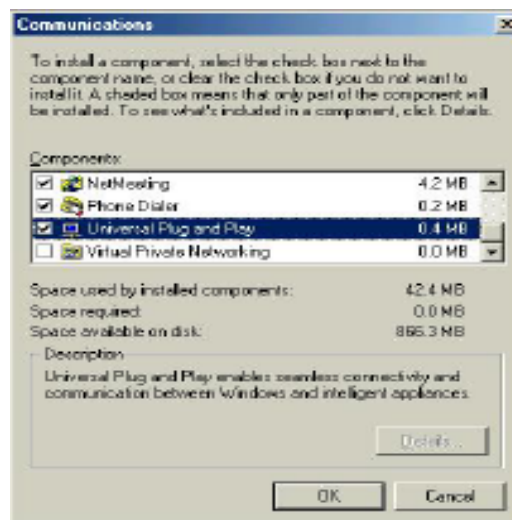 Communications
To install a component, select the check box next to the
component name, or clear the check box if you do not want to
install it. A shaded box means that only part of the component will
be installed. To see what's included in a component, click Details.
Components:
NetMeeting 4.2 MB
Phone Dialer 0.2 MB
Universal Plug and Play 0.4 MB
Virtual Private Networking 0.0 MB
Space used by installed components: 42.4 MB
Space required: 0.0 MB
Space available on disk: 866.3 MB
Description
Universal Plug and Play enables seamless connectivity and
communication between Windows and intelligent appliances.
Details...
OK Cancel